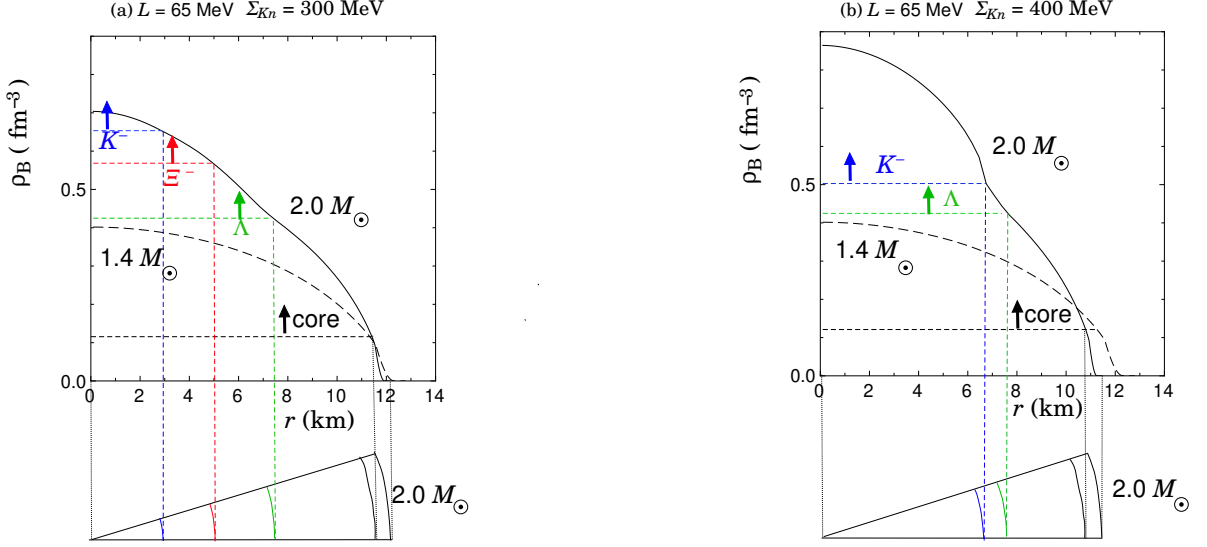 (a) L = 65 MeV Σ_Kn = 300 MeV
ρ_B ( fm⁻³ )
K⁻
Ξ⁻
0.5
Λ
2.0 M☉
1.4 M☉
core
0.0
0 2 4 6 8 10 12 14
r (km)
2.0 M☉
(b) L = 65 MeV Σ_Kn = 400 MeV
ρ_B ( fm⁻³ )
2.0 M☉
K⁻
0.5
Λ
1.4 M☉
core
0.0
0 2 4 6 8 10 12 14
r (km)
2.0 M☉